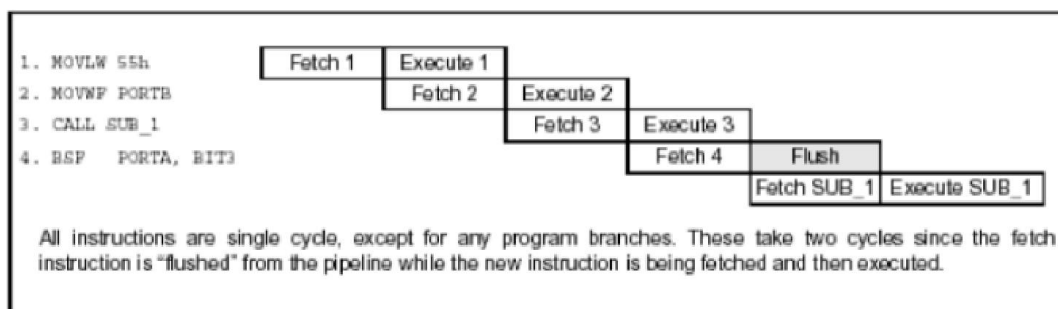 1. MOVLW 55h Fetch 1 Execute 1
2. MOVWF PORTB Fetch 2 Execute 2
3. CALL SUB_1 Fetch 3 Execute 3
4. BSF PORTA, BIT3 Fetch 4 Flush
Fetch SUB_1 Execute SUB_1
All instructions are single cycle, except for any program branches. These take two cycles since the fetch
instruction is “flushed” from the pipeline while the new instruction is being fetched and then executed.